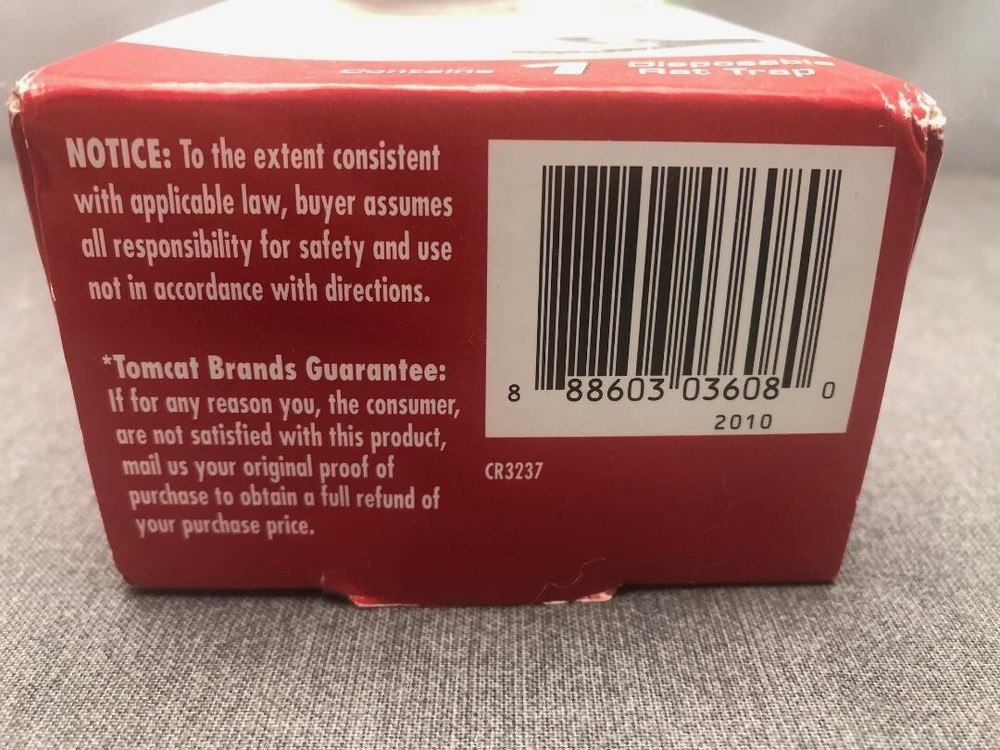 Contains 1 Disposable
Rat Trap
NOTICE: To the extent consistent
with applicable law, buyer assumes
all responsibility for safety and use
not in accordance with directions.
*Tomcat Brands Guarantee:
If for any reason you, the consumer,
are not satisfied with this product,
mail us your original proof of
purchase to obtain a full refund of
your purchase price.
8 88603 03608 0
2010
CR3237